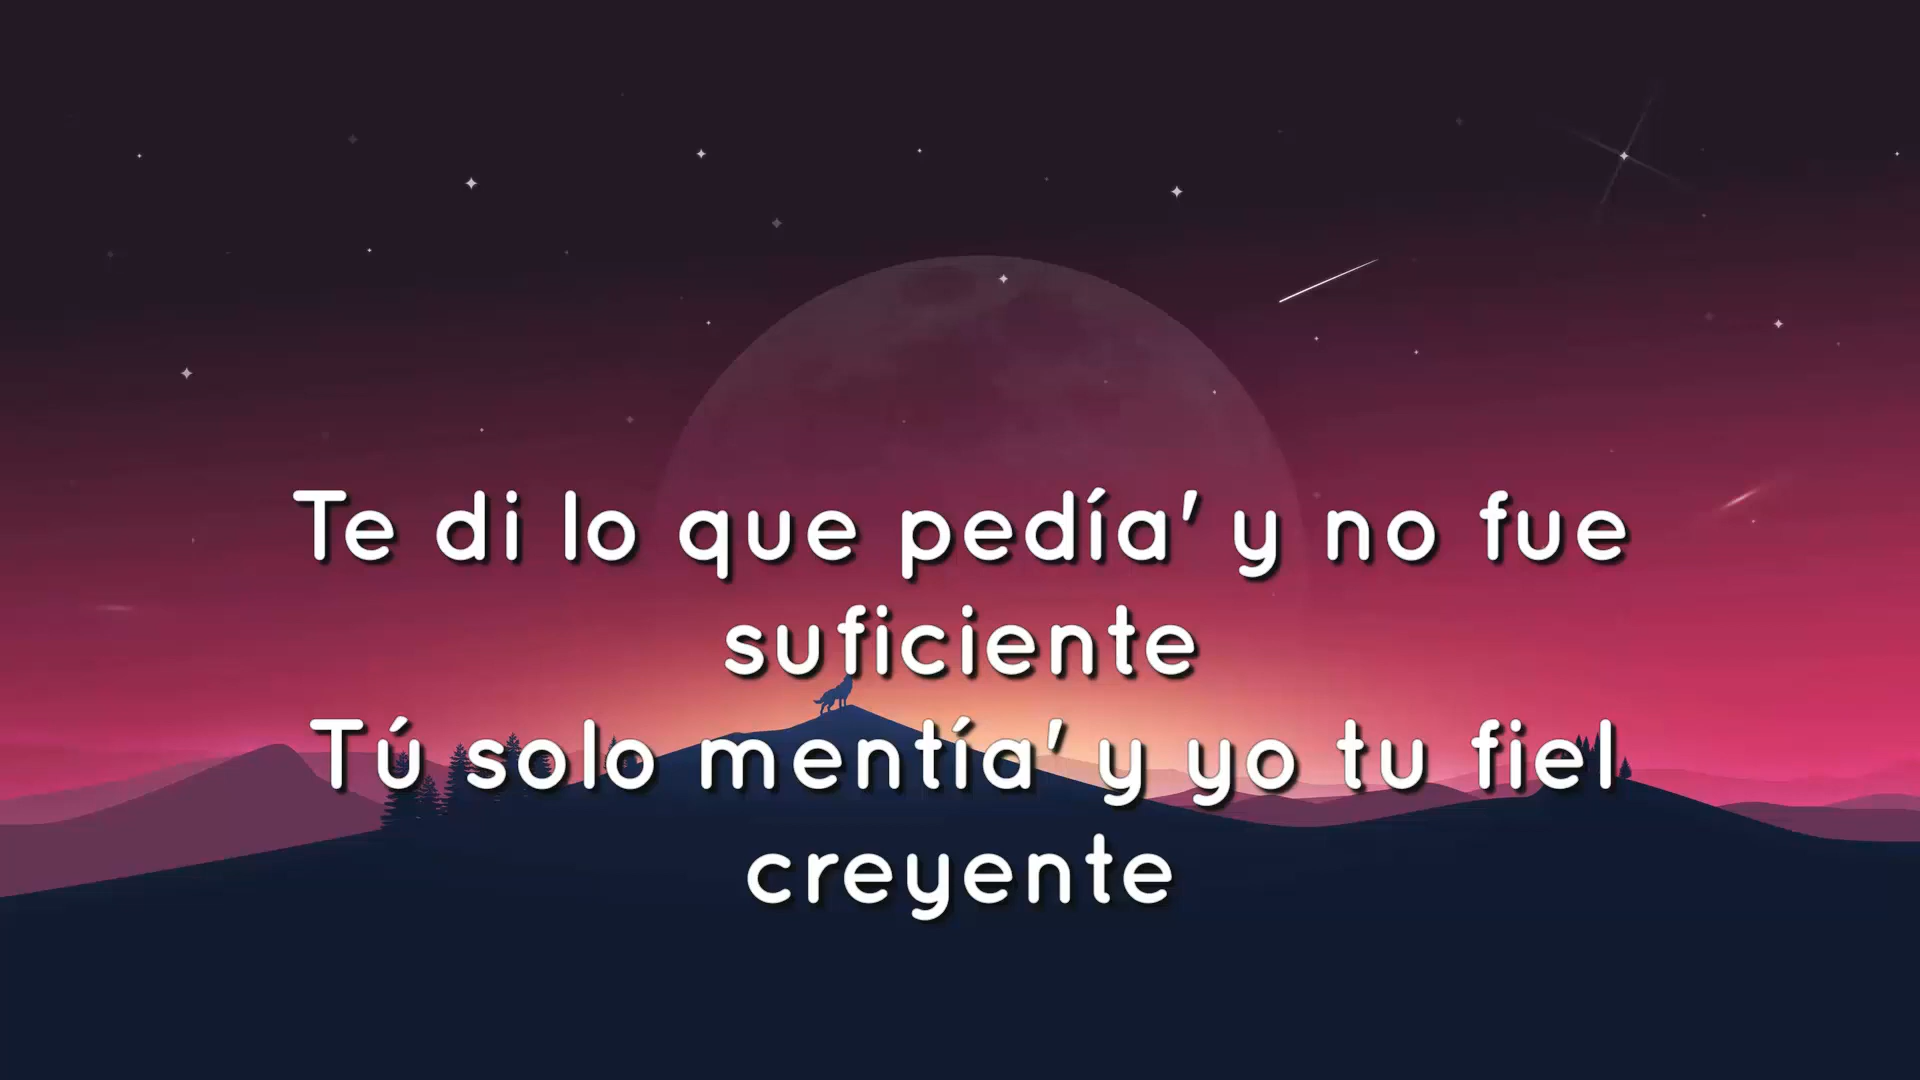 Te di lo que pedía' y no fue
suficiente
Tú solo mentía' y yo tu fiel
creyente